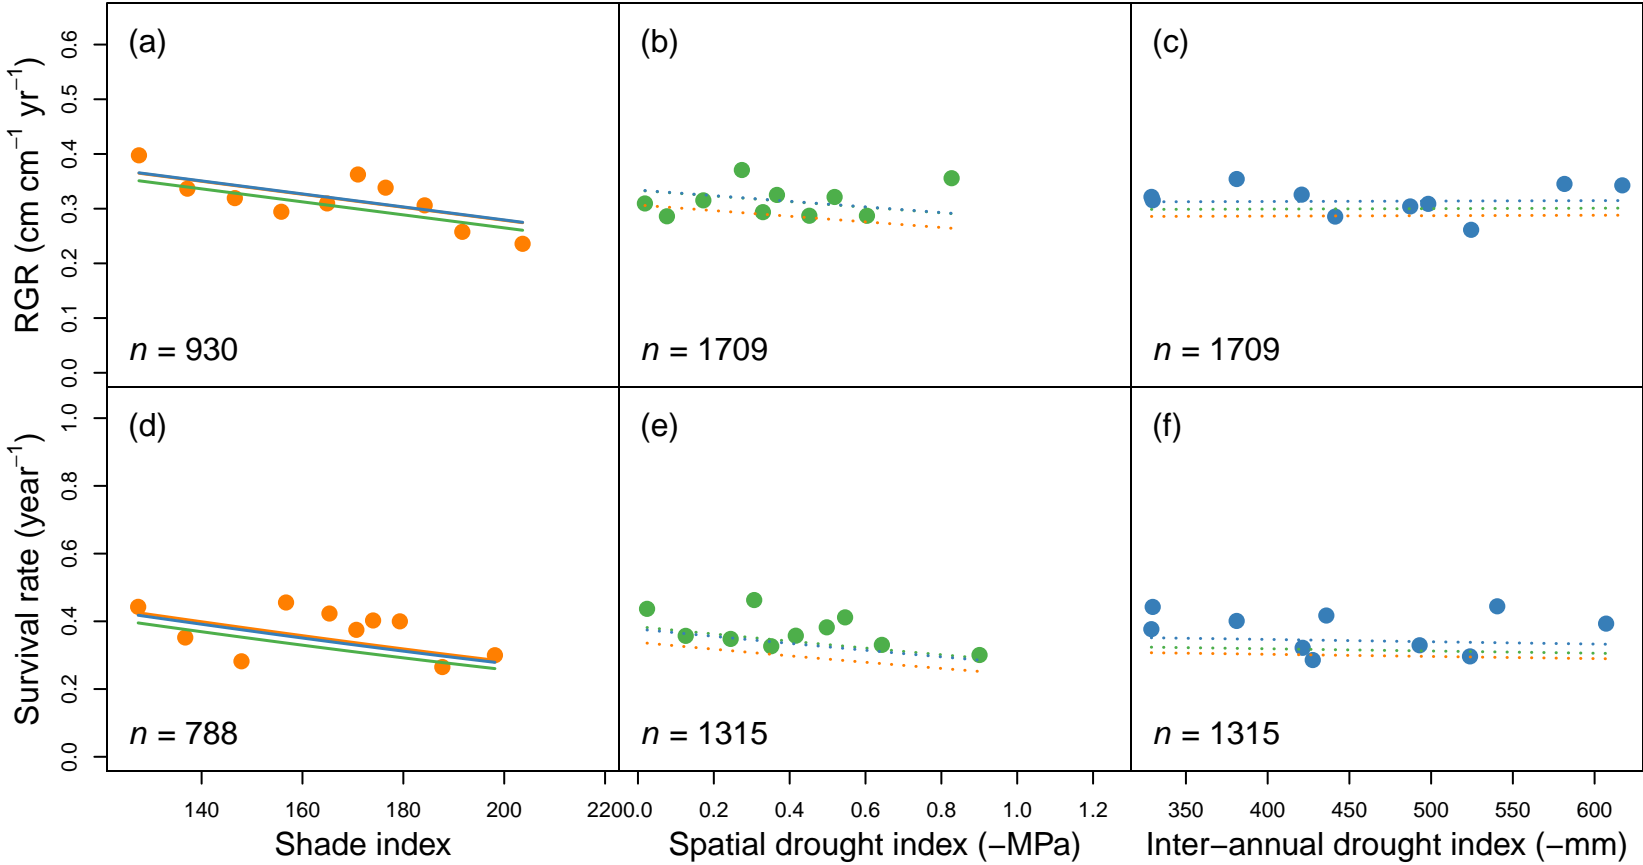 (a) (b) (c)
RGR (cm cm−1 yr−1)
0.0 0.1 0.2 0.3 0.4 0.5 0.6
n = 930 n = 1709 n = 1709
(d) (e) (f)
Survival rate (year−1)
0.0 0.2 0.4 0.6 0.8 1.0
n = 788 n = 1315 n = 1315
140 160 180 200 220 0.0 0.2 0.4 0.6 0.8 1.0 1.2 350 400 450 500 550 600
Shade index Spatial drought index (−MPa) Inter−annual drought index (−mm)